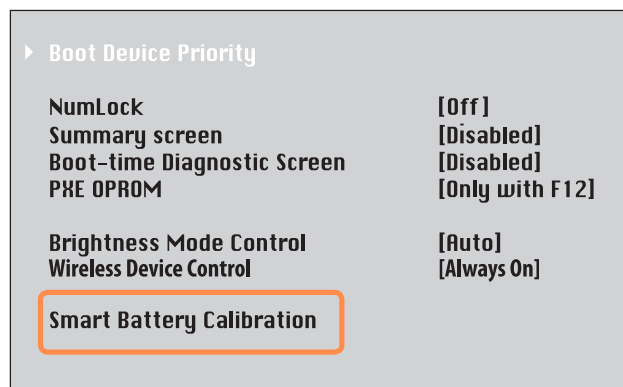 Boot Device Priority
NumLock [Off]
Summary screen [Disabled]
Boot-time Diagnostic Screen [Disabled]
PXE OPROM [Only with F12]
Brightness Mode Control [Auto]
Wireless Device Control [Always On]
Smart Battery Calibration